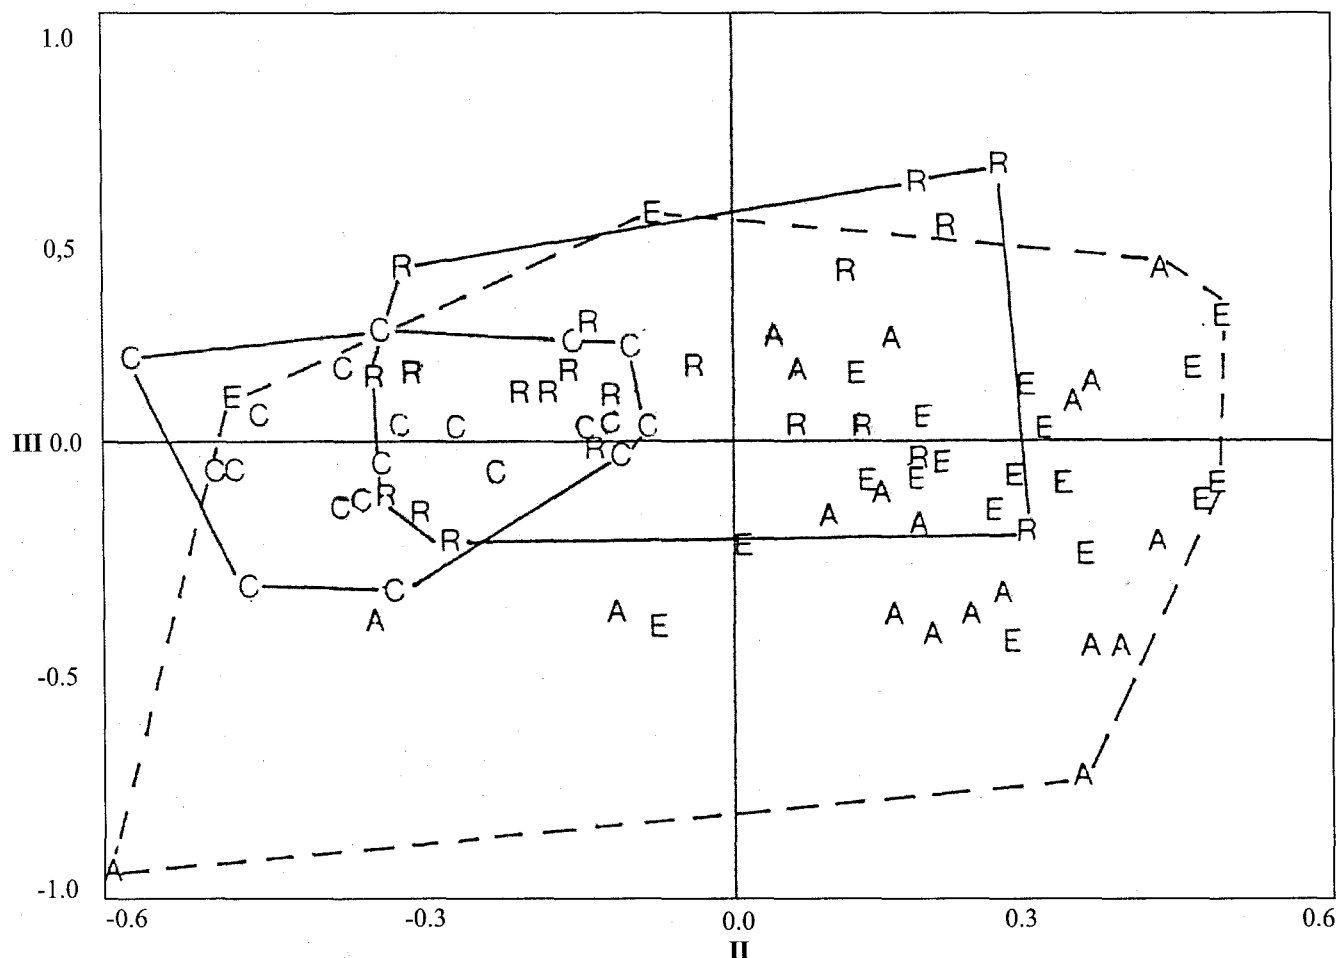 1.0
R
R
E
R
0,5
R R A
E
R
C A A
C C
C
R A
C R R E E
R A
E
R R R
E A
C E
C C C C C R R E
III 0.0
R C R E
C
C C C E E E E E
A
C C R E
R A E
A R
R E A
E
C C A
A A E A A
A E A A
-0.5
A
A
-1.0
-0.6 -0.3 0.0 0.3 0.6
II